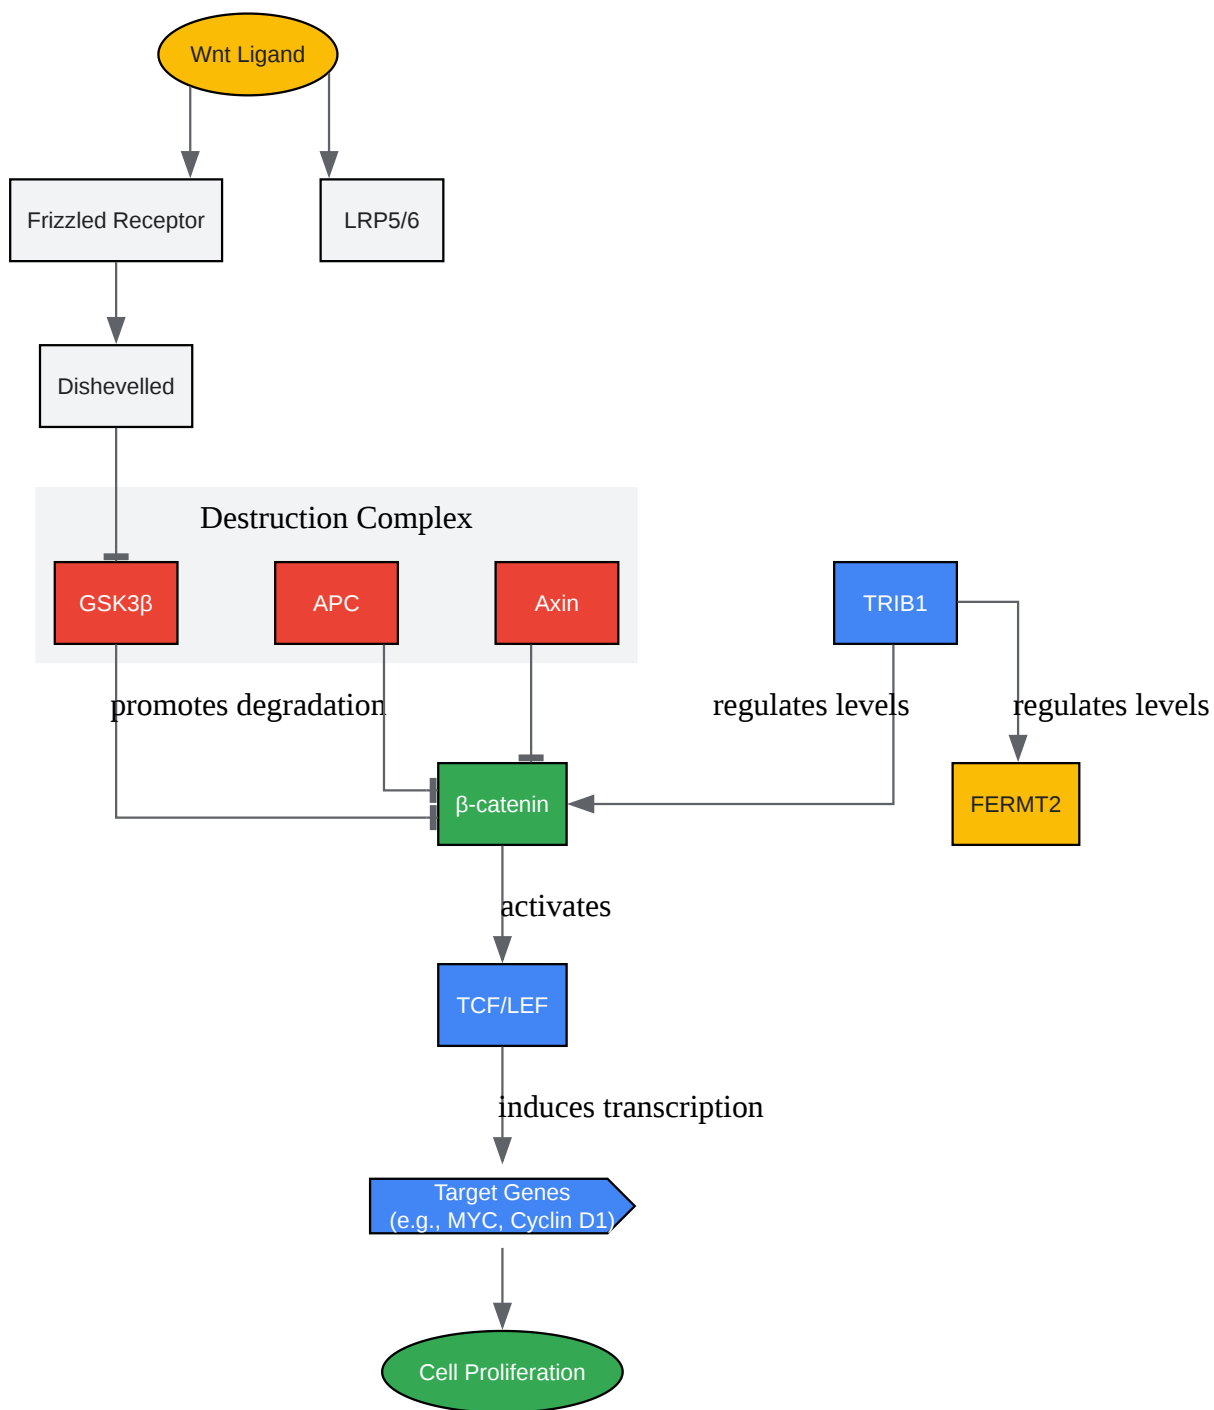 Wnt Ligand
Frizzled Receptor
LRP5/6
Dishevelled
Destruction Complex
GSK3β
APC
Axin
TRIB1
promotes degradation
regulates levels
regulates levels
β-catenin
FERMT2
activates
TCF/LEF
induces transcription
Target Genes
(e.g., MYC, Cyclin D1)
Cell Proliferation